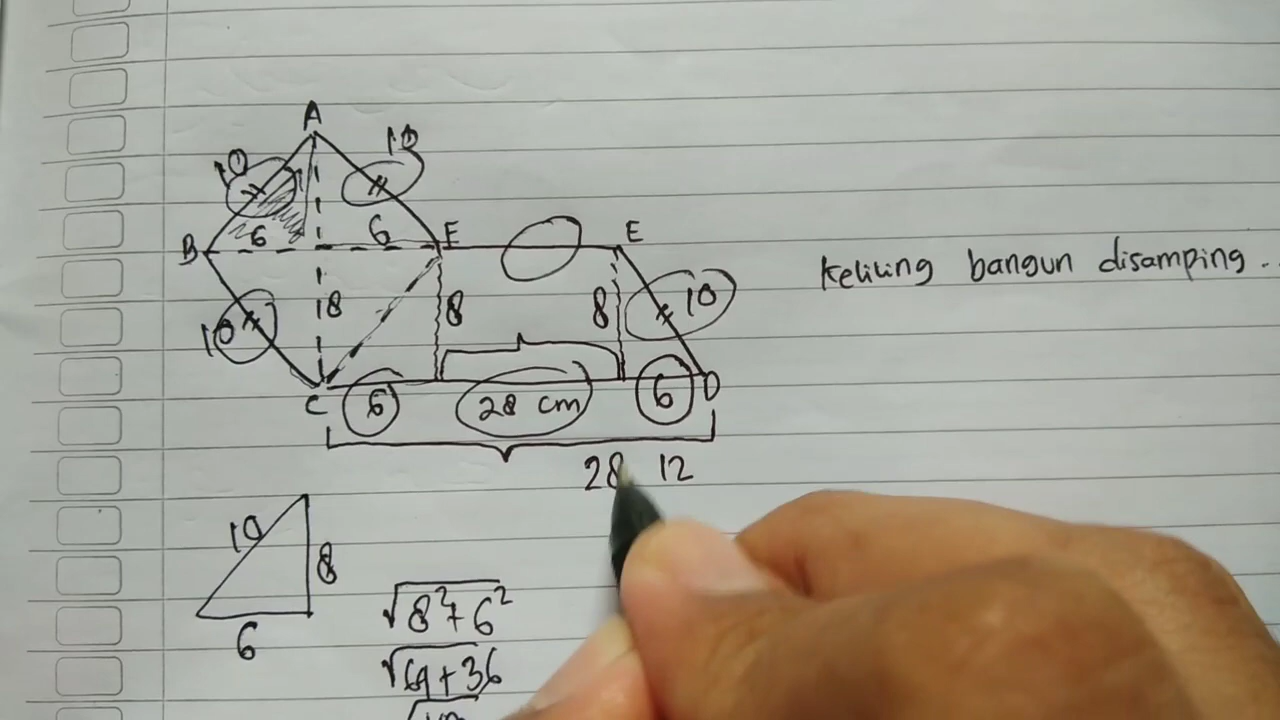 A
10 10
B 6 6 F E
Keliling bangun disamping.
10 8 8 8 10
C 6 28 cm 6 D
28 12
10 8
6
√8²+6²
√64+36